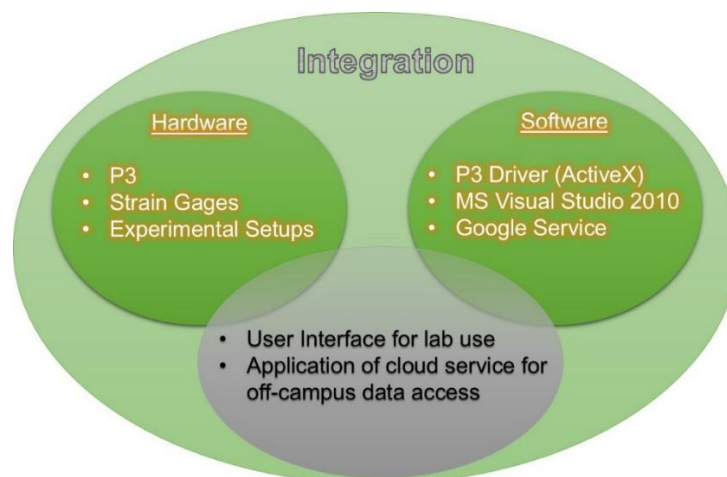 Integration
Hardware
• P3
• Strain Gages
• Experimental Setups
Software
• P3 Driver (ActiveX)
• MS Visual Studio 2010
• Google Service
• User Interface for lab use
• Application of cloud service for
off-campus data access